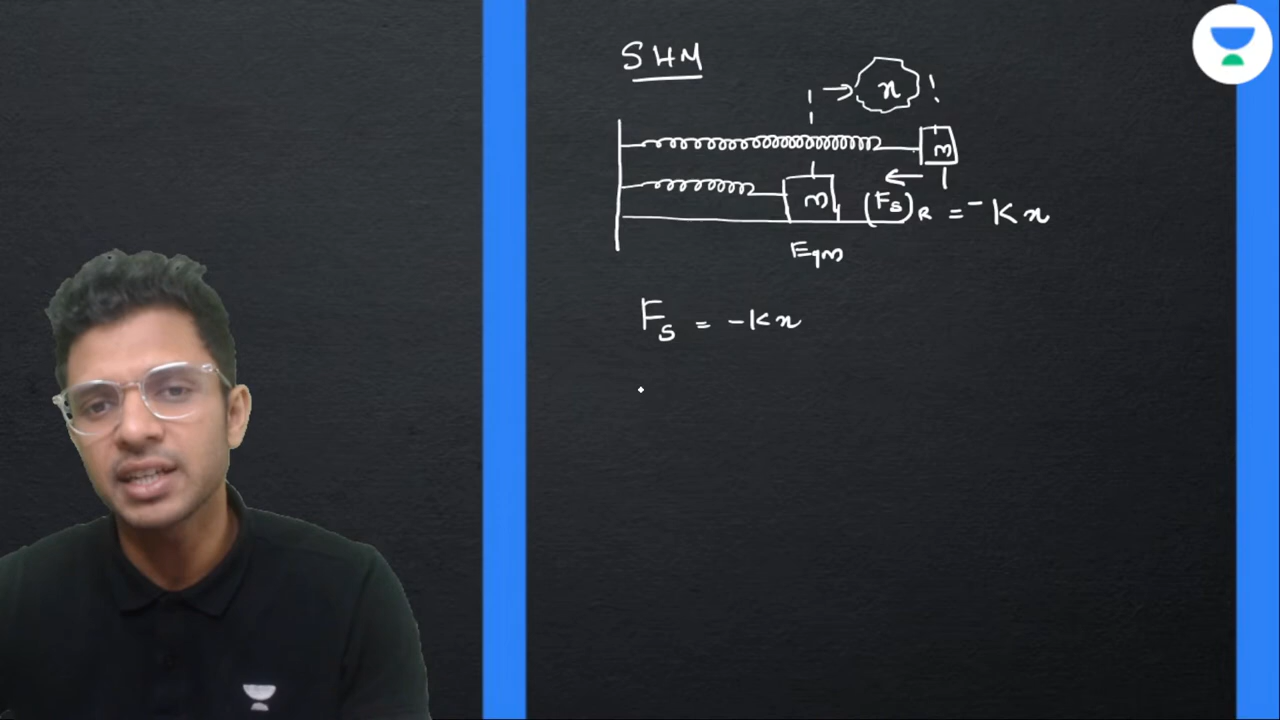 SHM
x
m
m (Fs)R = -Kx
Eqm
Fs = -Kx